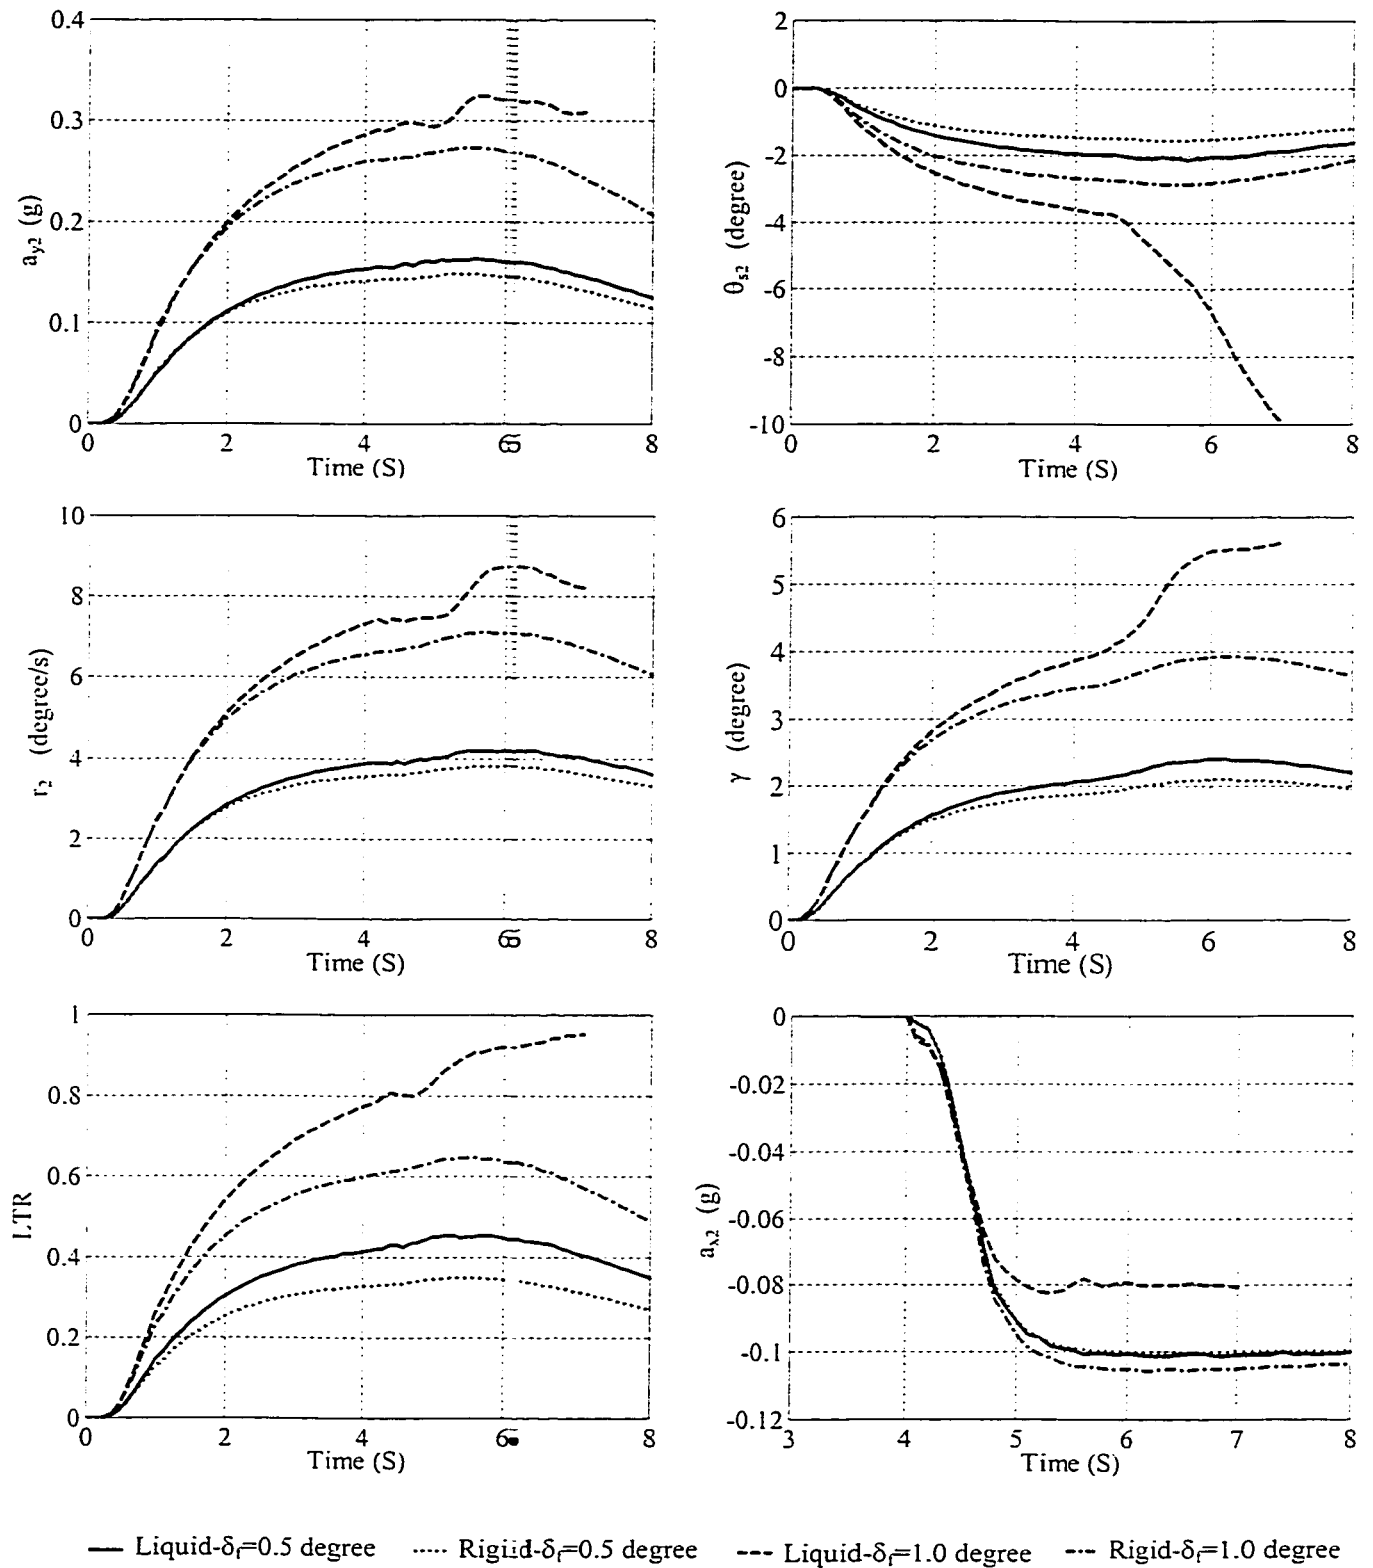 0.4
0.3
0.2
0.1
0
a_y2 (g)
0 2 4 6 8
Time (S)
2
0
-2
-4
-6
-8
-10
θ_s2 (degree)
0 2 4 6 8
Time (S)
10
8
6
4
2
0
r_2 (degree/s)
0 2 4 6 8
Time (S)
6
5
4
3
2
1
0
γ (degree)
0 2 4 6 8
Time (S)
1
0.8
0.6
0.4
0.2
0
LTR
0 2 4 6 8
Time (S)
0
-0.02
-0.04
-0.06
-0.08
-0.1
-0.12
a_x2 (g)
3 4 5 6 7 8
Time (S)
Liquid-δ_f=0.5 degree Rigid-δ_f=0.5 degree Liquid-δ_f=1.0 degree Rigid-δ_f=1.0 degree